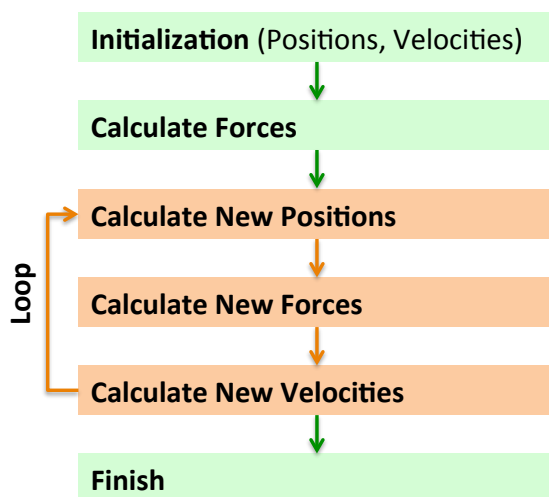 Initialization (Positions, Velocities)
Calculate Forces
Calculate New Positions
Loop
Calculate New Forces
Calculate New Velocities
Finish